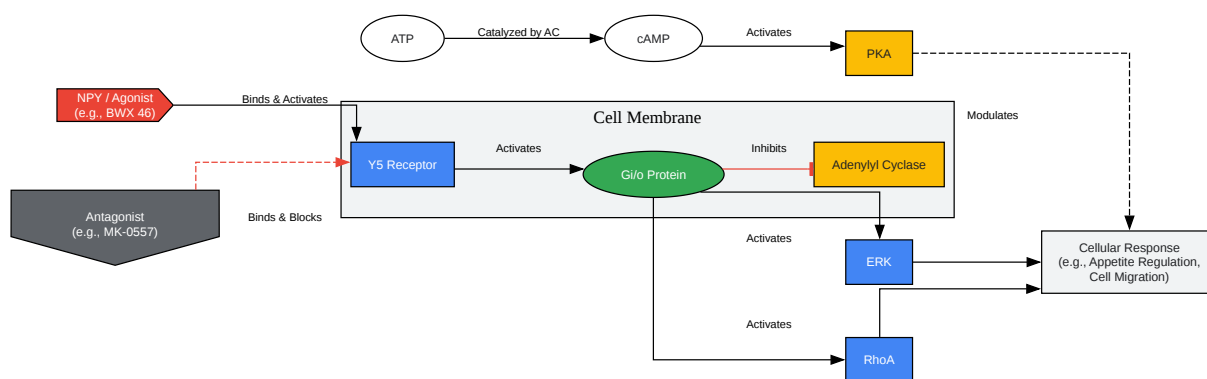 ATP
Catalyzed by AC
cAMP
Activates
PKA
NPY / Agonist
(e.g., BWX 46)
Binds & Activates
Cell Membrane
Modulates
Y5 Receptor
Activates
Gi/o Protein
Inhibits
Adenylyl Cyclase
Antagonist
(e.g., MK-0557)
Binds & Blocks
Activates
ERK
Cellular Response
(e.g., Appetite Regulation,
Cell Migration)
Activates
RhoA